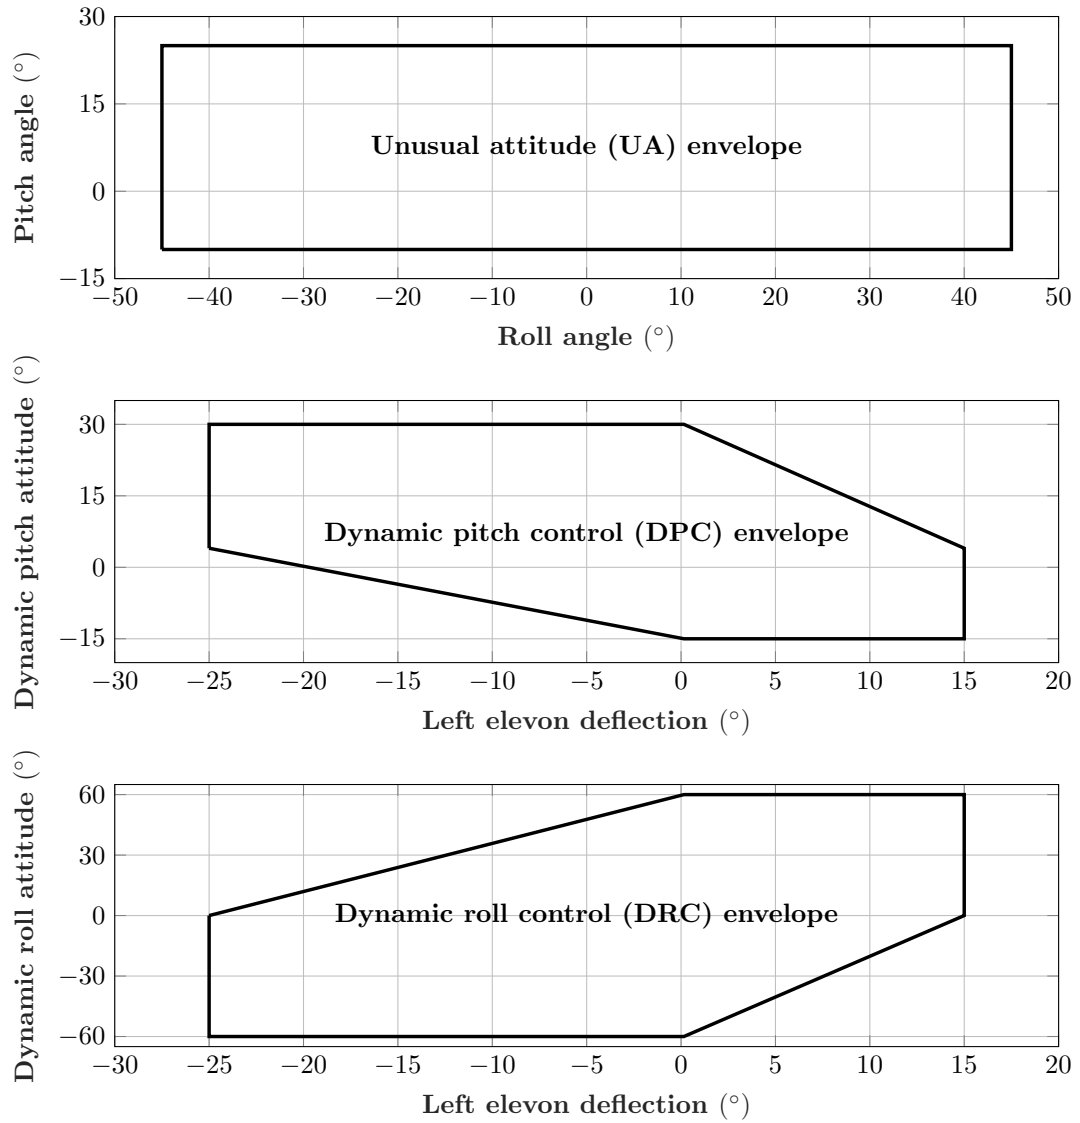 Pitch angle (°)
30
15
0
−15
Unusual attitude (UA) envelope
−50 −40 −30 −20 −10 0 10 20 30 40 50
Roll angle (°)
Dynamic pitch attitude (°)
30
15
0
−15
Dynamic pitch control (DPC) envelope
−30 −25 −20 −15 −10 −5 0 5 10 15 20
Left elevon deflection (°)
Dynamic roll attitude (°)
60
30
0
−30
−60
Dynamic roll control (DRC) envelope
−30 −25 −20 −15 −10 −5 0 5 10 15 20
Left elevon deflection (°)